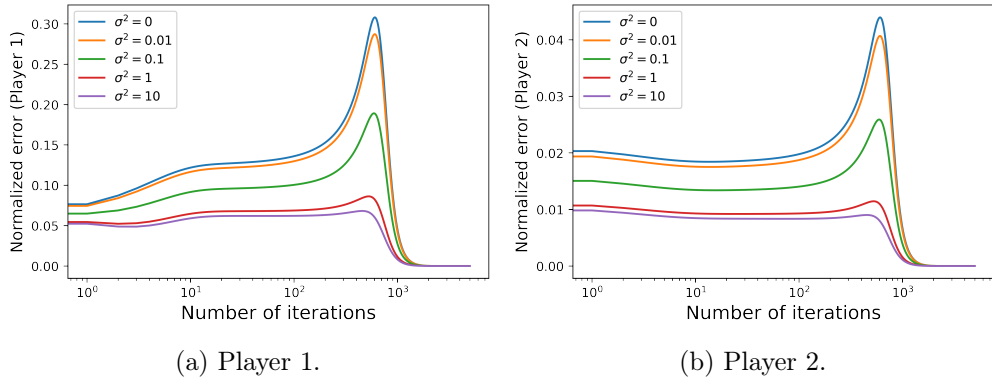 Normalized error (Player 1)
0.30
0.25
0.20
0.15
0.10
0.05
0.00
σ² = 0
σ² = 0.01
σ² = 0.1
σ² = 1
σ² = 10
10⁰ 10¹ 10² 10³
Number of iterations
(a) Player 1.
Normalized error (Player 2)
0.04
0.03
0.02
0.01
0.00
σ² = 0
σ² = 0.01
σ² = 0.1
σ² = 1
σ² = 10
10⁰ 10¹ 10² 10³
Number of iterations
(b) Player 2.